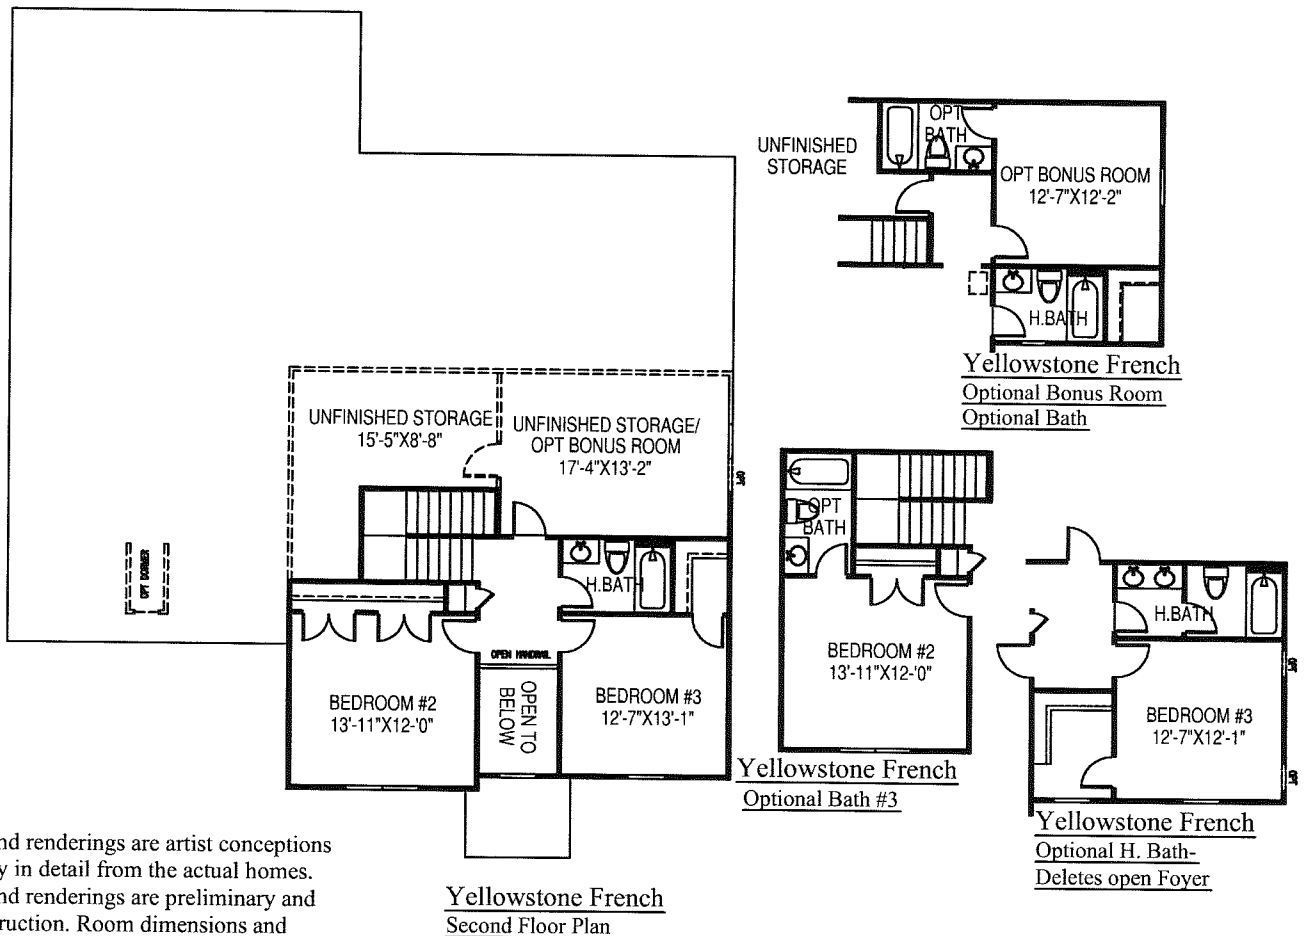 UNFINISHED
STORAGE
OPT
BATH
OPT BONUS ROOM
12'-7"X12'-2"
H.BATH
Yellowstone French
Optional Bonus Room
Optional Bath
UNFINISHED STORAGE
15'-5"X8'-8"
UNFINISHED STORAGE/
OPT BONUS ROOM
17'-4"X13'-2"
OPT
OPT DORMER
H.BATH
OPEN HANDRAIL
BEDROOM #2
13'-11"X12-'0"
OPEN TO
BELOW
BEDROOM #3
12'-7"X13'-1"
OPT
BATH
BEDROOM #2
13'-11"X12-'0"
Yellowstone French
Optional Bath #3
H.BATH
OPT
BEDROOM #3
12'-7"X12'-1"
OPT
Yellowstone French
Optional H. Bath-
Deletes open Foyer
nd renderings are artist conceptions
y in detail from the actual homes.
nd renderings are preliminary and
ruction. Room dimensions and
Yellowstone French
Second Floor Plan